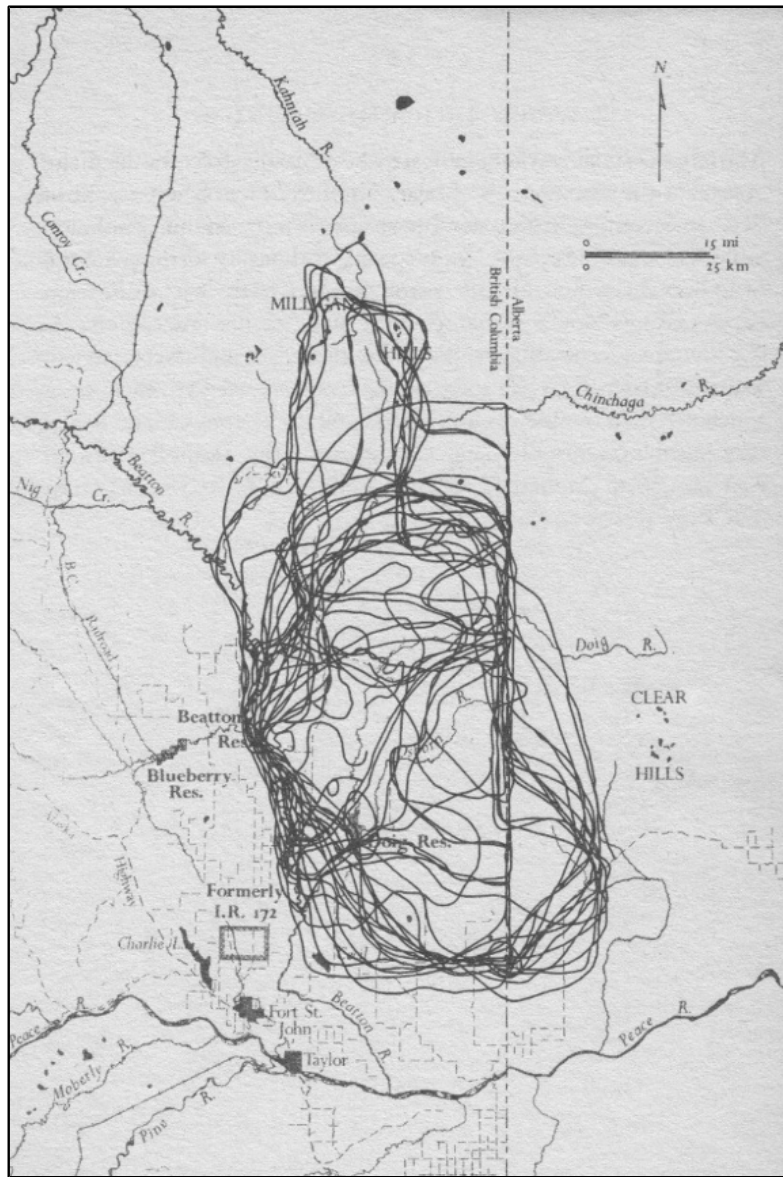 Kahntah
R.
N
Conroy Cr.
15 mi
25 km
British Columbia
Alberta
MILLIGAN
HILLS
Chinchaga
R.
Beatton
R.
Nig
Cr.
B.C.
Railroad
Doig
R.
CLEAR
HILLS
Beatton
Res.
R.
Blueberry
Res.
Doig Res.
Highway
Formerly
I.R. 172
Charlie L.
Beatton
R.
Fort St.
John
Peace
R.
Peace
R.
Taylor
Moberly
R.
Pine
R.